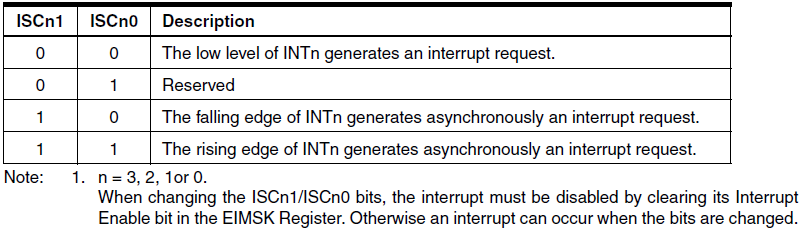 ISCn1 ISCn0 Description
0 0 The low level of INTn generates an interrupt request.
0 1 Reserved
1 0 The falling edge of INTn generates asynchronously an interrupt request.
1 1 The rising edge of INTn generates asynchronously an interrupt request.
Note: 1. n = 3, 2, 1or 0.
When changing the ISCn1/ISCn0 bits, the interrupt must be disabled by clearing its Interrupt
Enable bit in the EIMSK Register. Otherwise an interrupt can occur when the bits are changed.